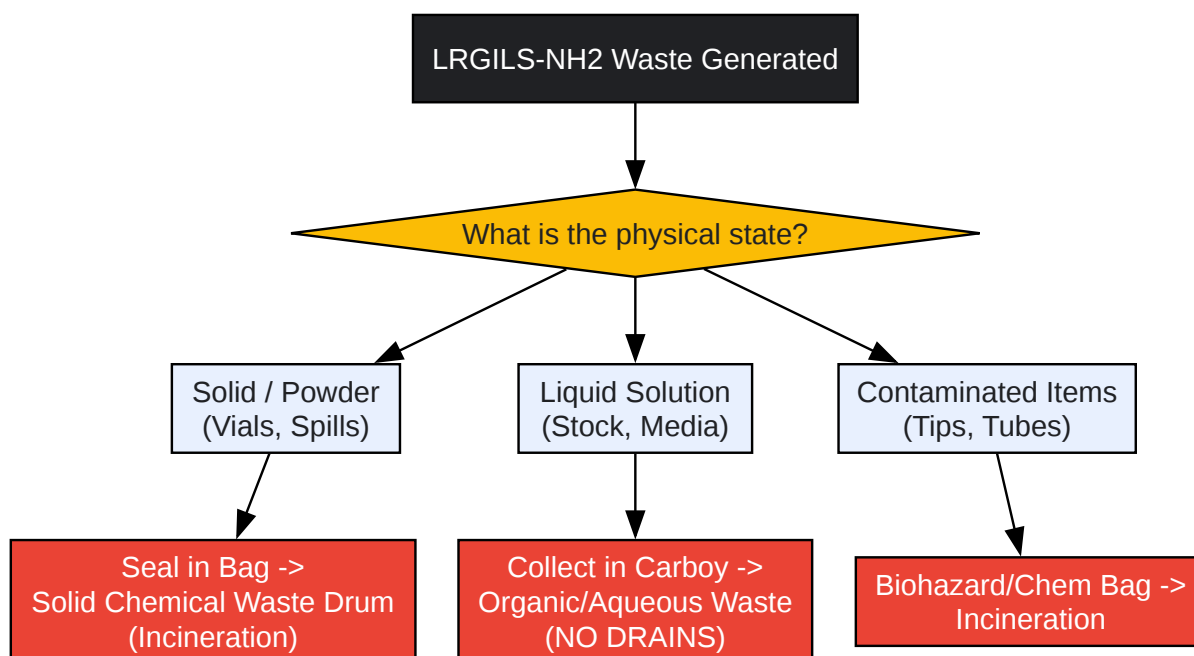 LRGILS-NH2 Waste Generated
What is the physical state?
Solid / Powder
(Vials, Spills)
Liquid Solution
(Stock, Media)
Contaminated Items
(Tips, Tubes)
Seal in Bag ->
Solid Chemical Waste Drum
(Incineration)
Collect in Carboy ->
Organic/Aqueous Waste
(NO DRAINS)
Biohazard/Chem Bag ->
Incineration